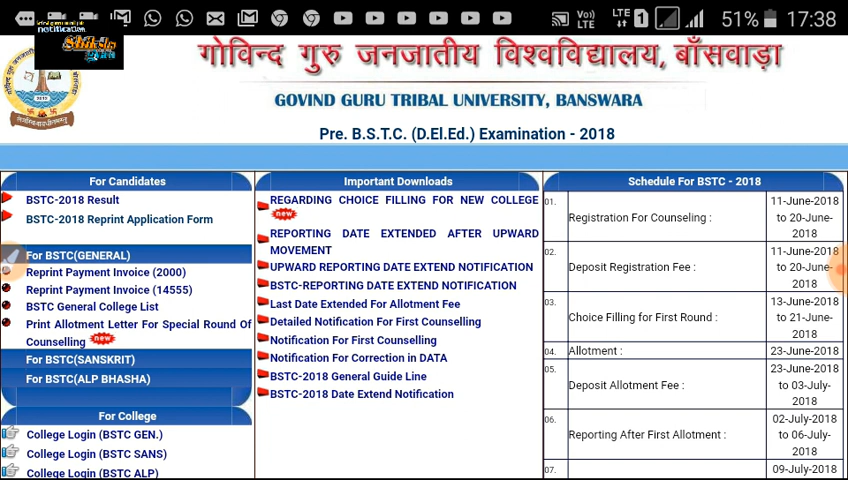 51% 17:38
notification
गोविन्द गुरु जनजातीय विश्वविद्यालय, बाँसवाड़ा
GOVIND GURU TRIBAL UNIVERSITY, BANSWARA
Pre. B.S.T.C. (D.El.Ed.) Examination - 2018
For Candidates
BSTC-2018 Result
BSTC-2018 Reprint Application Form
For BSTC(GENERAL)
Reprint Payment Invoice (2000)
Reprint Payment Invoice (14555)
BSTC General College List
Print Allotment Letter For Special Round Of
Counselling new
For BSTC(SANSKRIT)
For BSTC(ALP BHASHA)
For College
College Login (BSTC GEN.)
College Login (BSTC SANS)
College Login (BSTC ALP)
Important Downloads
REGARDING CHOICE FILLING FOR NEW COLLEGE
new
REPORTING DATE EXTENDED AFTER UPWARD
MOVEMENT
UPWARD REPORTING DATE EXTEND NOTIFICATION
BSTC-REPORTING DATE EXTEND NOTIFICATION
Last Date Extended For Allotment Fee
Detailed Notification For First Counselling
Notification For First Counselling
Notification For Correction in DATA
BSTC-2018 General Guide Line
BSTC-2018 Date Extend Notification
Schedule For BSTC - 2018
01. Registration For Counseling : 11-June-2018
to 20-June-
2018
02. Deposit Registration Fee : 11-June-2018
to 20-June-
2018
03. Choice Filling for First Round : 13-June-2018
to 21-June-
2018
04. Allotment : 23-June-2018
05. Deposit Allotment Fee : 23-June-2018
to 03-July-
2018
06. Reporting After First Allotment : 02-July-2018
to 06-July-
2018
07. 09-July-2018